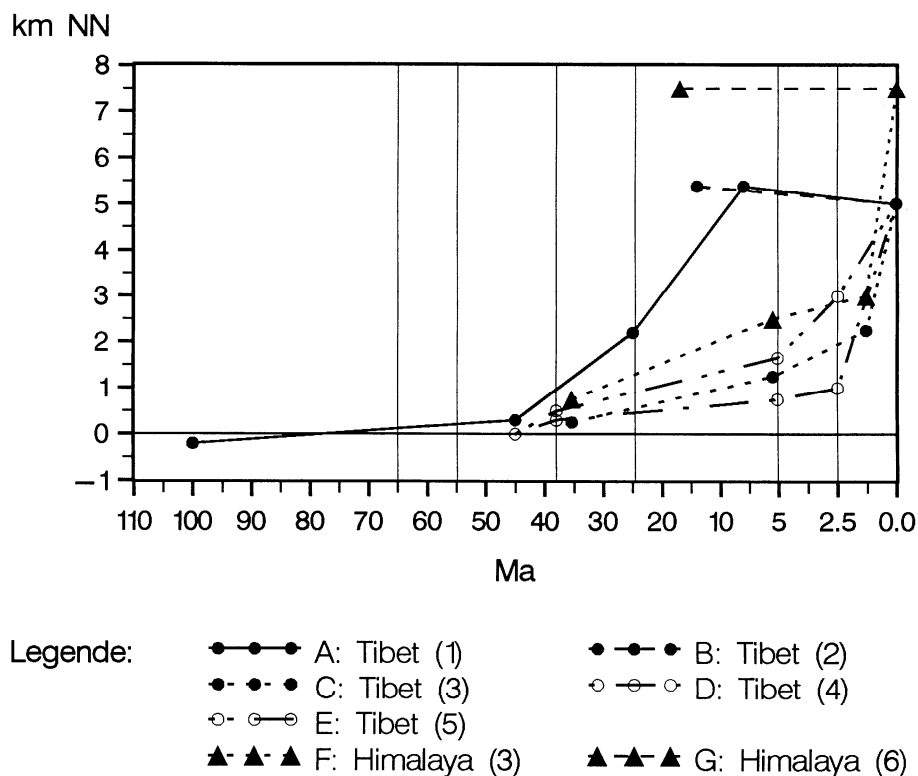 km NN
8
7
6
5
4
3
2
1
0
−1
110 100 90 80 70 60 50 40 30 20 10 5 2.5 0.0
Ma
Legende:
A: Tibet (1)
B: Tibet (2)
C: Tibet (3)
D: Tibet (4)
E: Tibet (5)
F: Himalaya (3)
G: Himalaya (6)